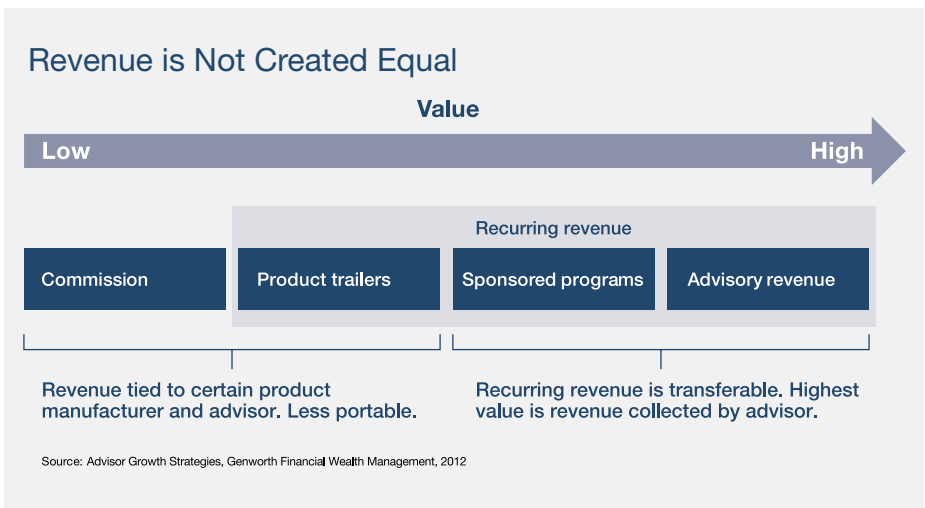 Revenue is Not Created Equal
Value
Low
High
Recurring revenue
Commission
Product trailers
Sponsored programs
Advisory revenue
Revenue tied to certain product
manufacturer and advisor. Less portable.
Recurring revenue is transferable. Highest
value is revenue collected by advisor.
Source: Advisor Growth Strategies, Genworth Financial Wealth Management, 2012